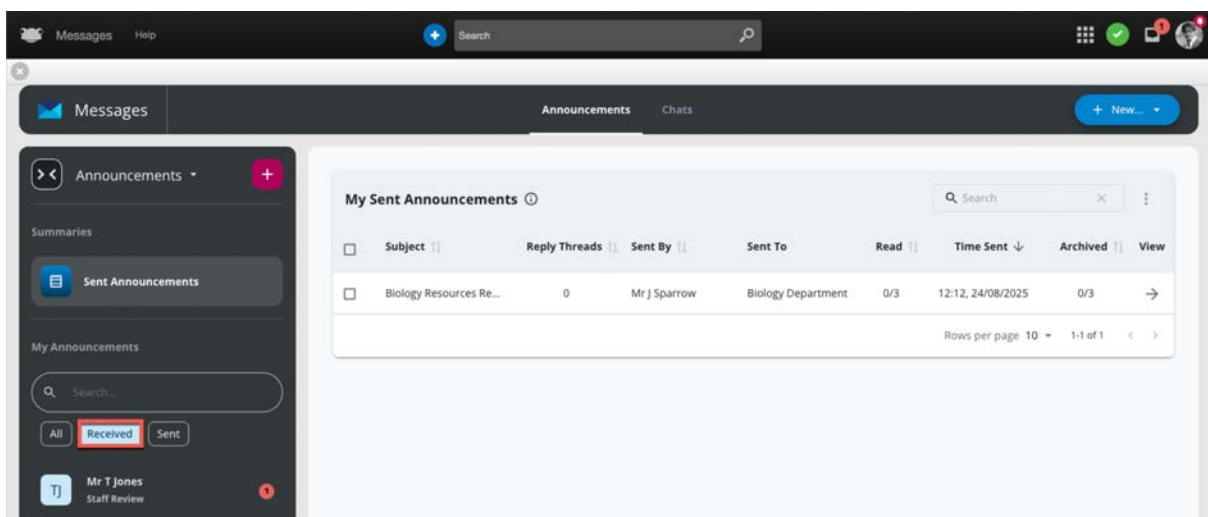 Messages Help Search 1
Messages Announcements Chats + New...
Announcements
Summaries
Sent Announcements
My Announcements
Search...
All Received Sent
TJ Mr T Jones 1
Staff Review
My Sent Announcements Search
Subject Reply Threads Sent By Sent To Read Time Sent Archived View
Biology Resources Re... 0 Mr J Sparrow Biology Department 0/3 12:12, 24/08/2025 0/3
Rows per page 10 1-1 of 1